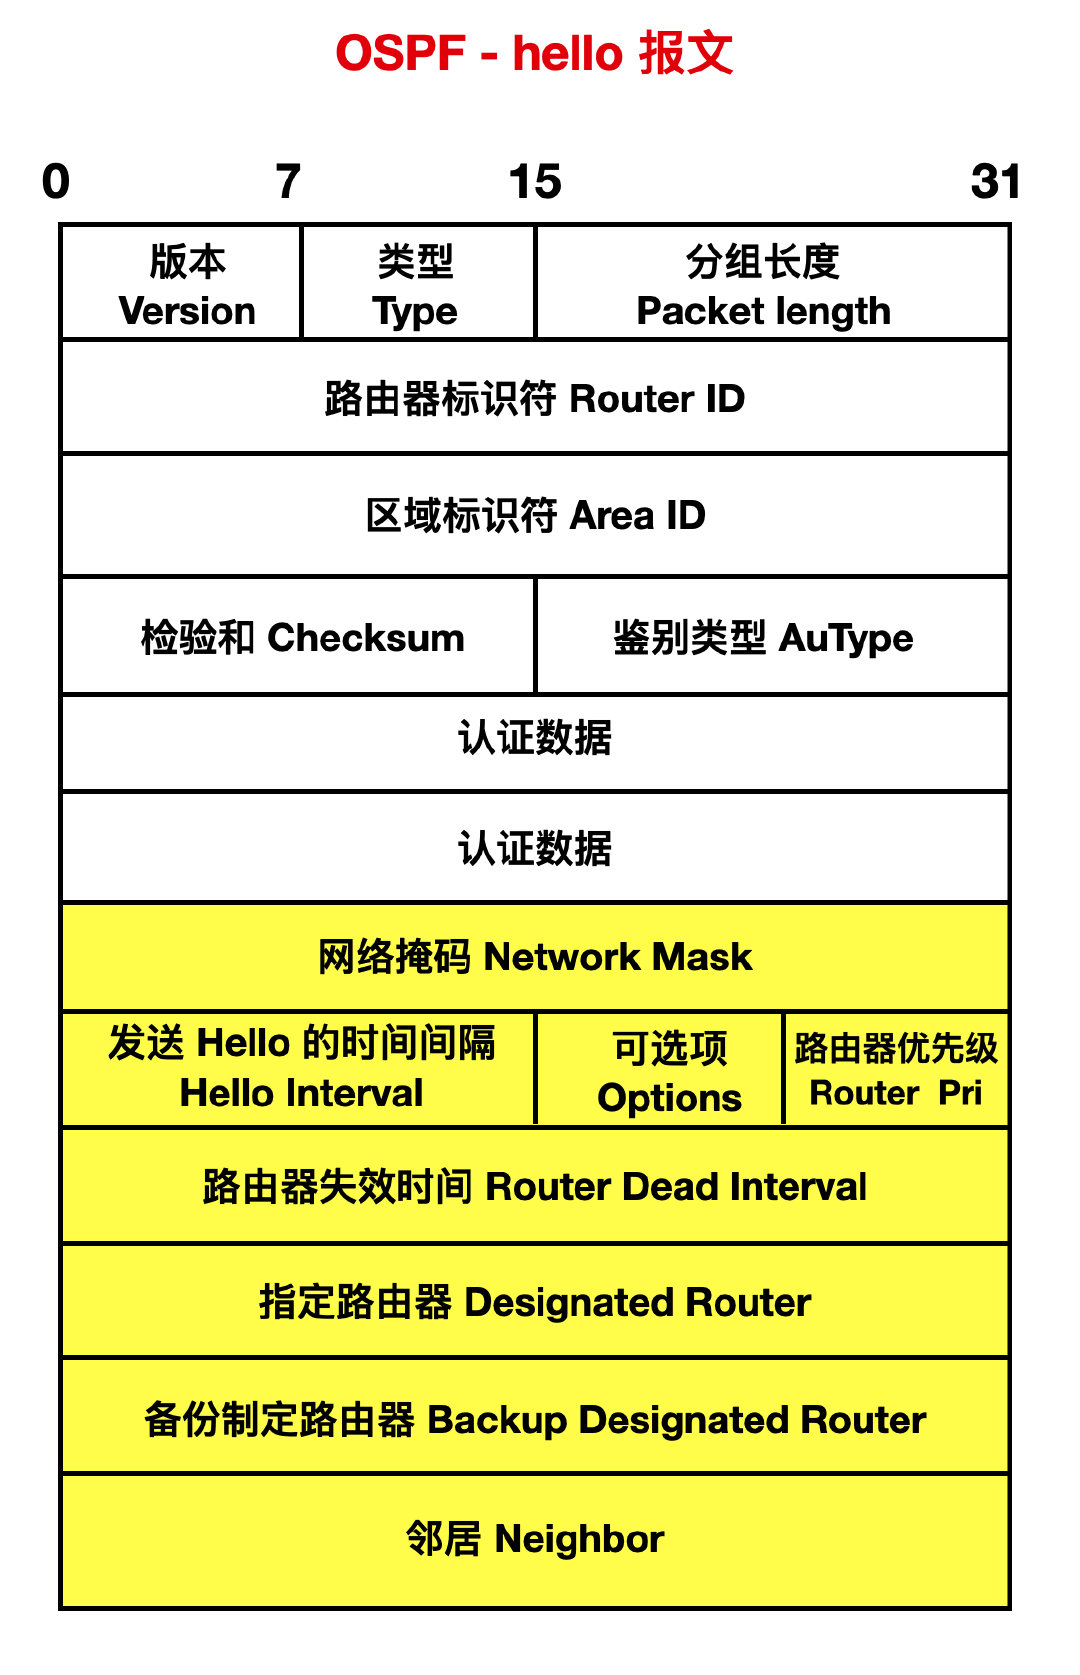 OSPF - hello 报文
0 7 15 31
版本 类型 分组长度
Version Type Packet length
路由器标识符 Router ID
区域标识符 Area ID
检验和 Checksum 鉴别类型 AuType
认证数据
认证数据
网络掩码 Network Mask
发送 Hello 的时间间隔 可选项 路由器优先级
Hello Interval Options Router Pri
路由器失效时间 Router Dead Interval
指定路由器 Designated Router
备份制定路由器 Backup Designated Router
邻居 Neighbor